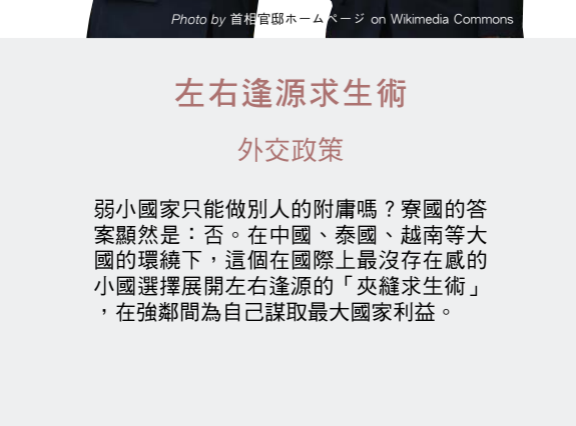 Photo by 首相官邸ホームページ on Wikimedia Commons
左右逢源求生術
外交政策
弱小國家只能做別人的附庸嗎？寮國的答
案顯然是：否。在中國、泰國、越南等大
國的環繞下，這個在國際上最沒存在感的
小國選擇展開左右逢源的「夾縫求生術」
，在強鄰間為自己謀取最大國家利益。